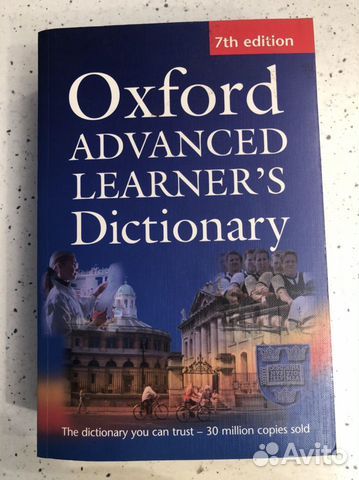 7th edition
Oxford
ADVANCED
LEARNER'S
Dictionary
The dictionary you can trust – 30 million copies sold
Avito